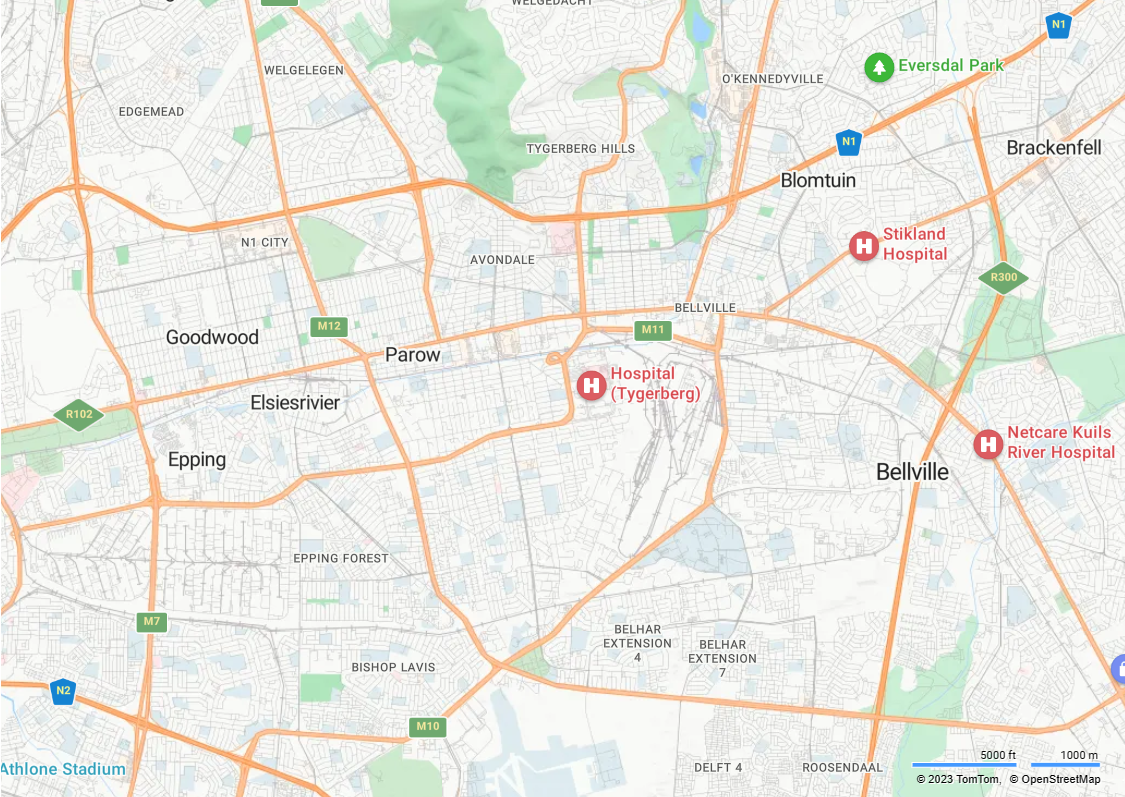 WELGEDACHT
N1
WELGELEGEN
Eversdal Park
O'KENNEDYVILLE
EDGEMEAD
N1
TYGERBERG HILLS
Brackenfell
Blomtuin
Stikland
Hospital
N1 CITY
AVONDALE
R300
BELLVILLE
M12
M11
Goodwood
Parow
Hospital
(Tygerberg)
Elsiesrivier
R102
Netcare Kuils
River Hospital
Epping
Bellville
EPPING FOREST
M7
BELHAR
EXTENSION
4
BELHAR
EXTENSION
7
BISHOP LAVIS
N2
M10
Athlone Stadium
DELFT 4
ROOSENDAAL
5000 ft
1000 m
© 2023 TomTom, © OpenStreetMap